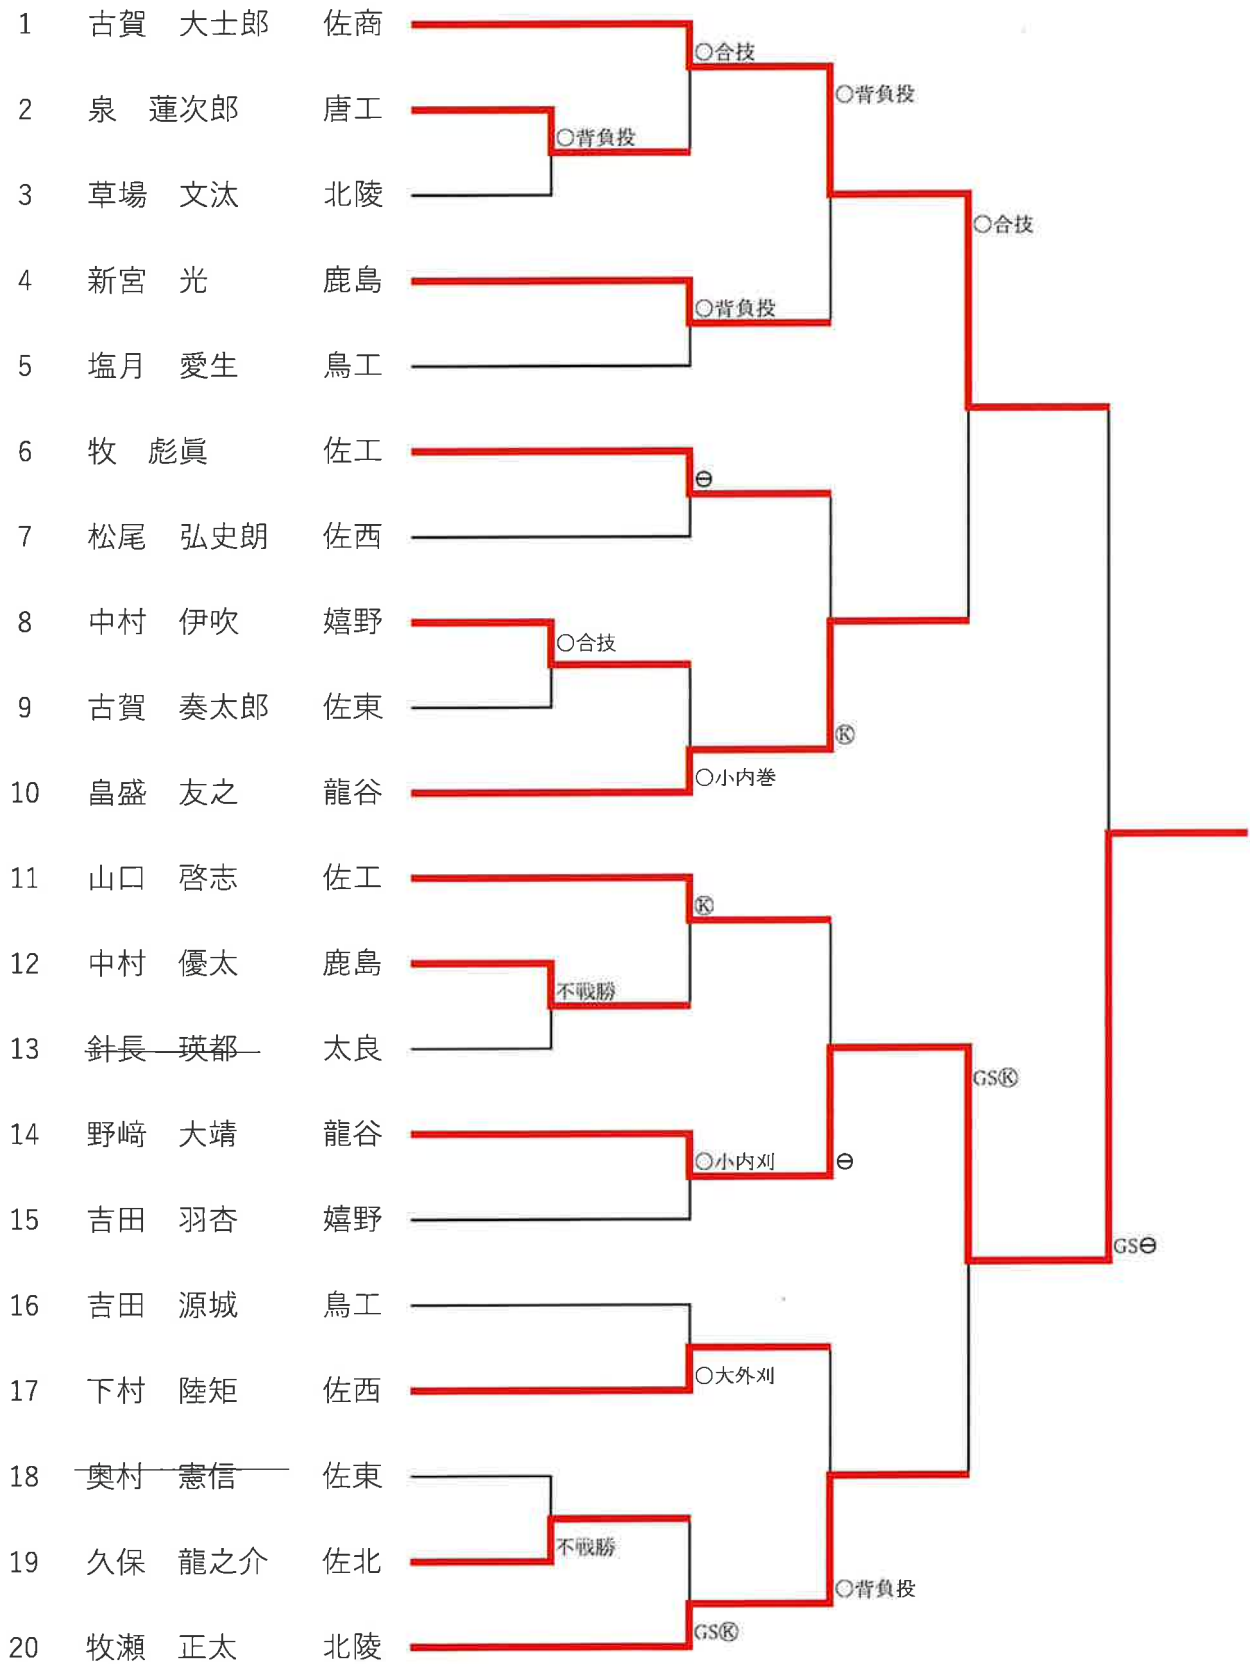 1 古賀 大士郎 佐商
○合技
○背負投
2 泉 蓮次郎 唐工
○背負投
3 草場 文汰 北陵
○合技
4 新宮 光 鹿島
○背負投
5 塩月 愛生 鳥工
6 牧 彪眞 佐工
⊖
7 松尾 弘史朗 佐西
8 中村 伊吹 嬉野
○合技
9 古賀 奏太郎 佐東
Ⓚ
○小内巻
10 畠盛 友之 龍谷
11 山口 啓志 佐工
Ⓚ
12 中村 優太 鹿島
不戦勝
13 針長 瑛都 太良
GSⓀ
14 野﨑 大靖 龍谷
○小内刈
⊖
15 吉田 羽杏 嬉野
GS⊖
16 吉田 源城 鳥工
○大外刈
17 下村 陸矩 佐西
18 奥村 憲信 佐東
不戦勝
19 久保 龍之介 佐北
○背負投
GSⓀ
20 牧瀬 正太 北陵